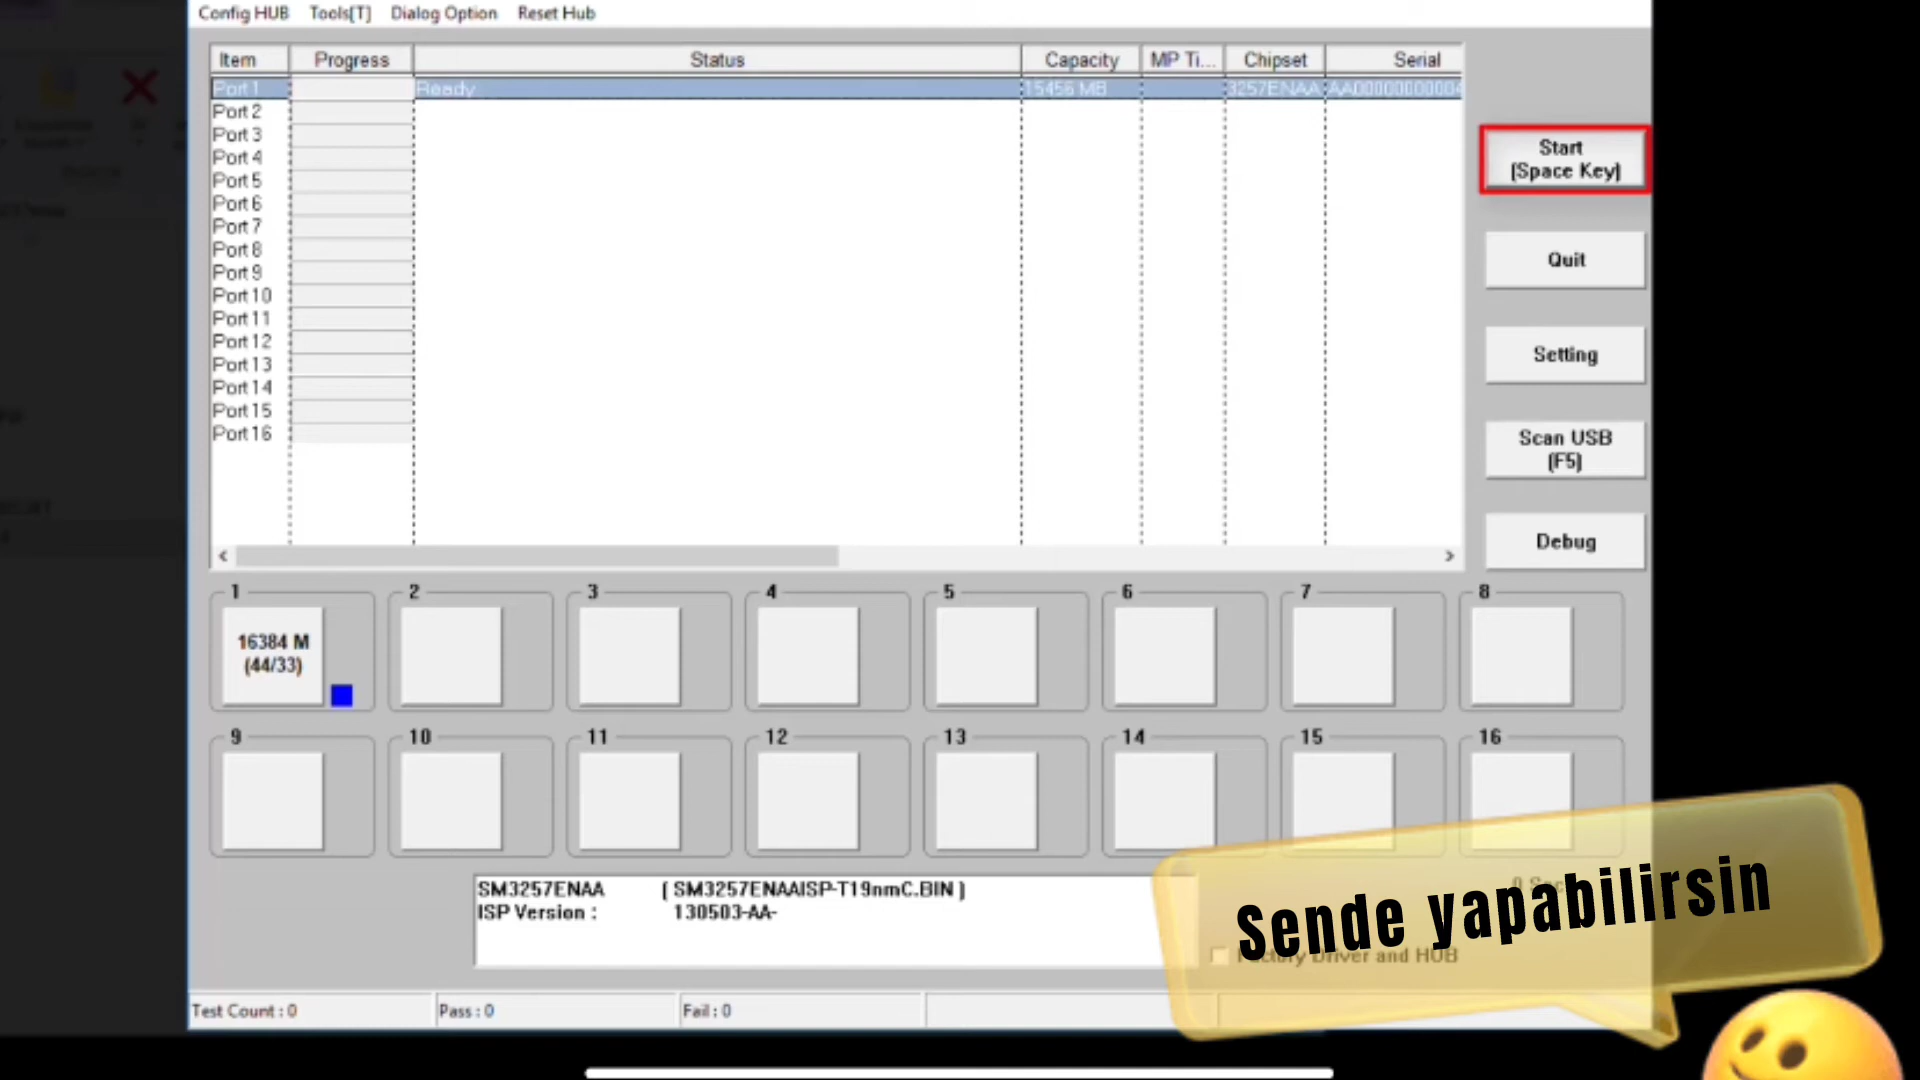 Config HUB Tools[T] Dialog Option Reset Hub
Item Progress Status Capacity MP Ti... Chipset Serial
Port 1 Ready 15456 MB 3257ENAA
Port 2
Port 3
Port 4
Port 5
Port 6
Port 7
Port 8
Port 9
Port 10
Port 11
Port 12
Port 13
Port 14
Port 15
Port 16
Start
(Space Key)
Quit
Setting
Scan USB
(F5)
Debug
1 2 3 4 5 6 7 8
16384 M
(44/33)
9 10 11 12 13 14 15 16
SM3257ENAA [ SM3257ENAAISP-T19nmC.BIN ]
ISP Version : 130503-AA-
Sende yapabilirsin
Factory Driver and HUB
Test Count : 0 Pass : 0 Fail : 0